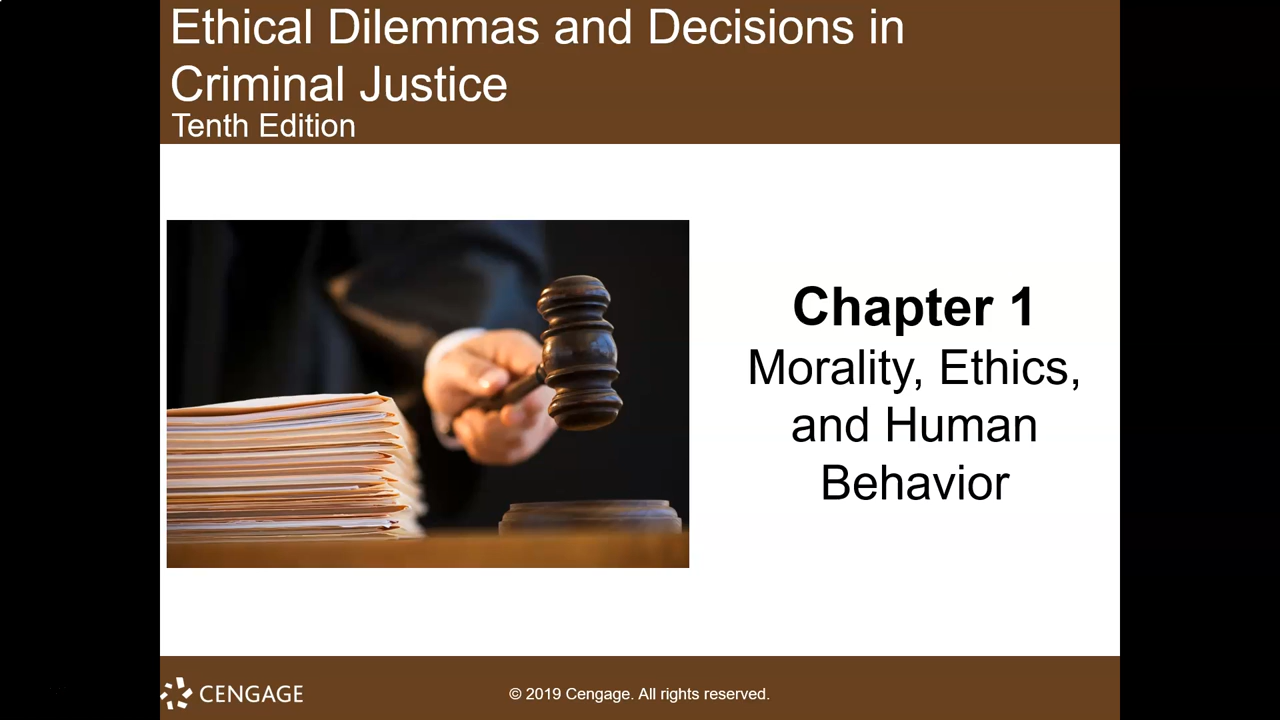 Ethical Dilemmas and Decisions in
Criminal Justice
Tenth Edition
Chapter 1
Morality, Ethics,
and Human
Behavior
CENGAGE
© 2019 Cengage. All rights reserved.